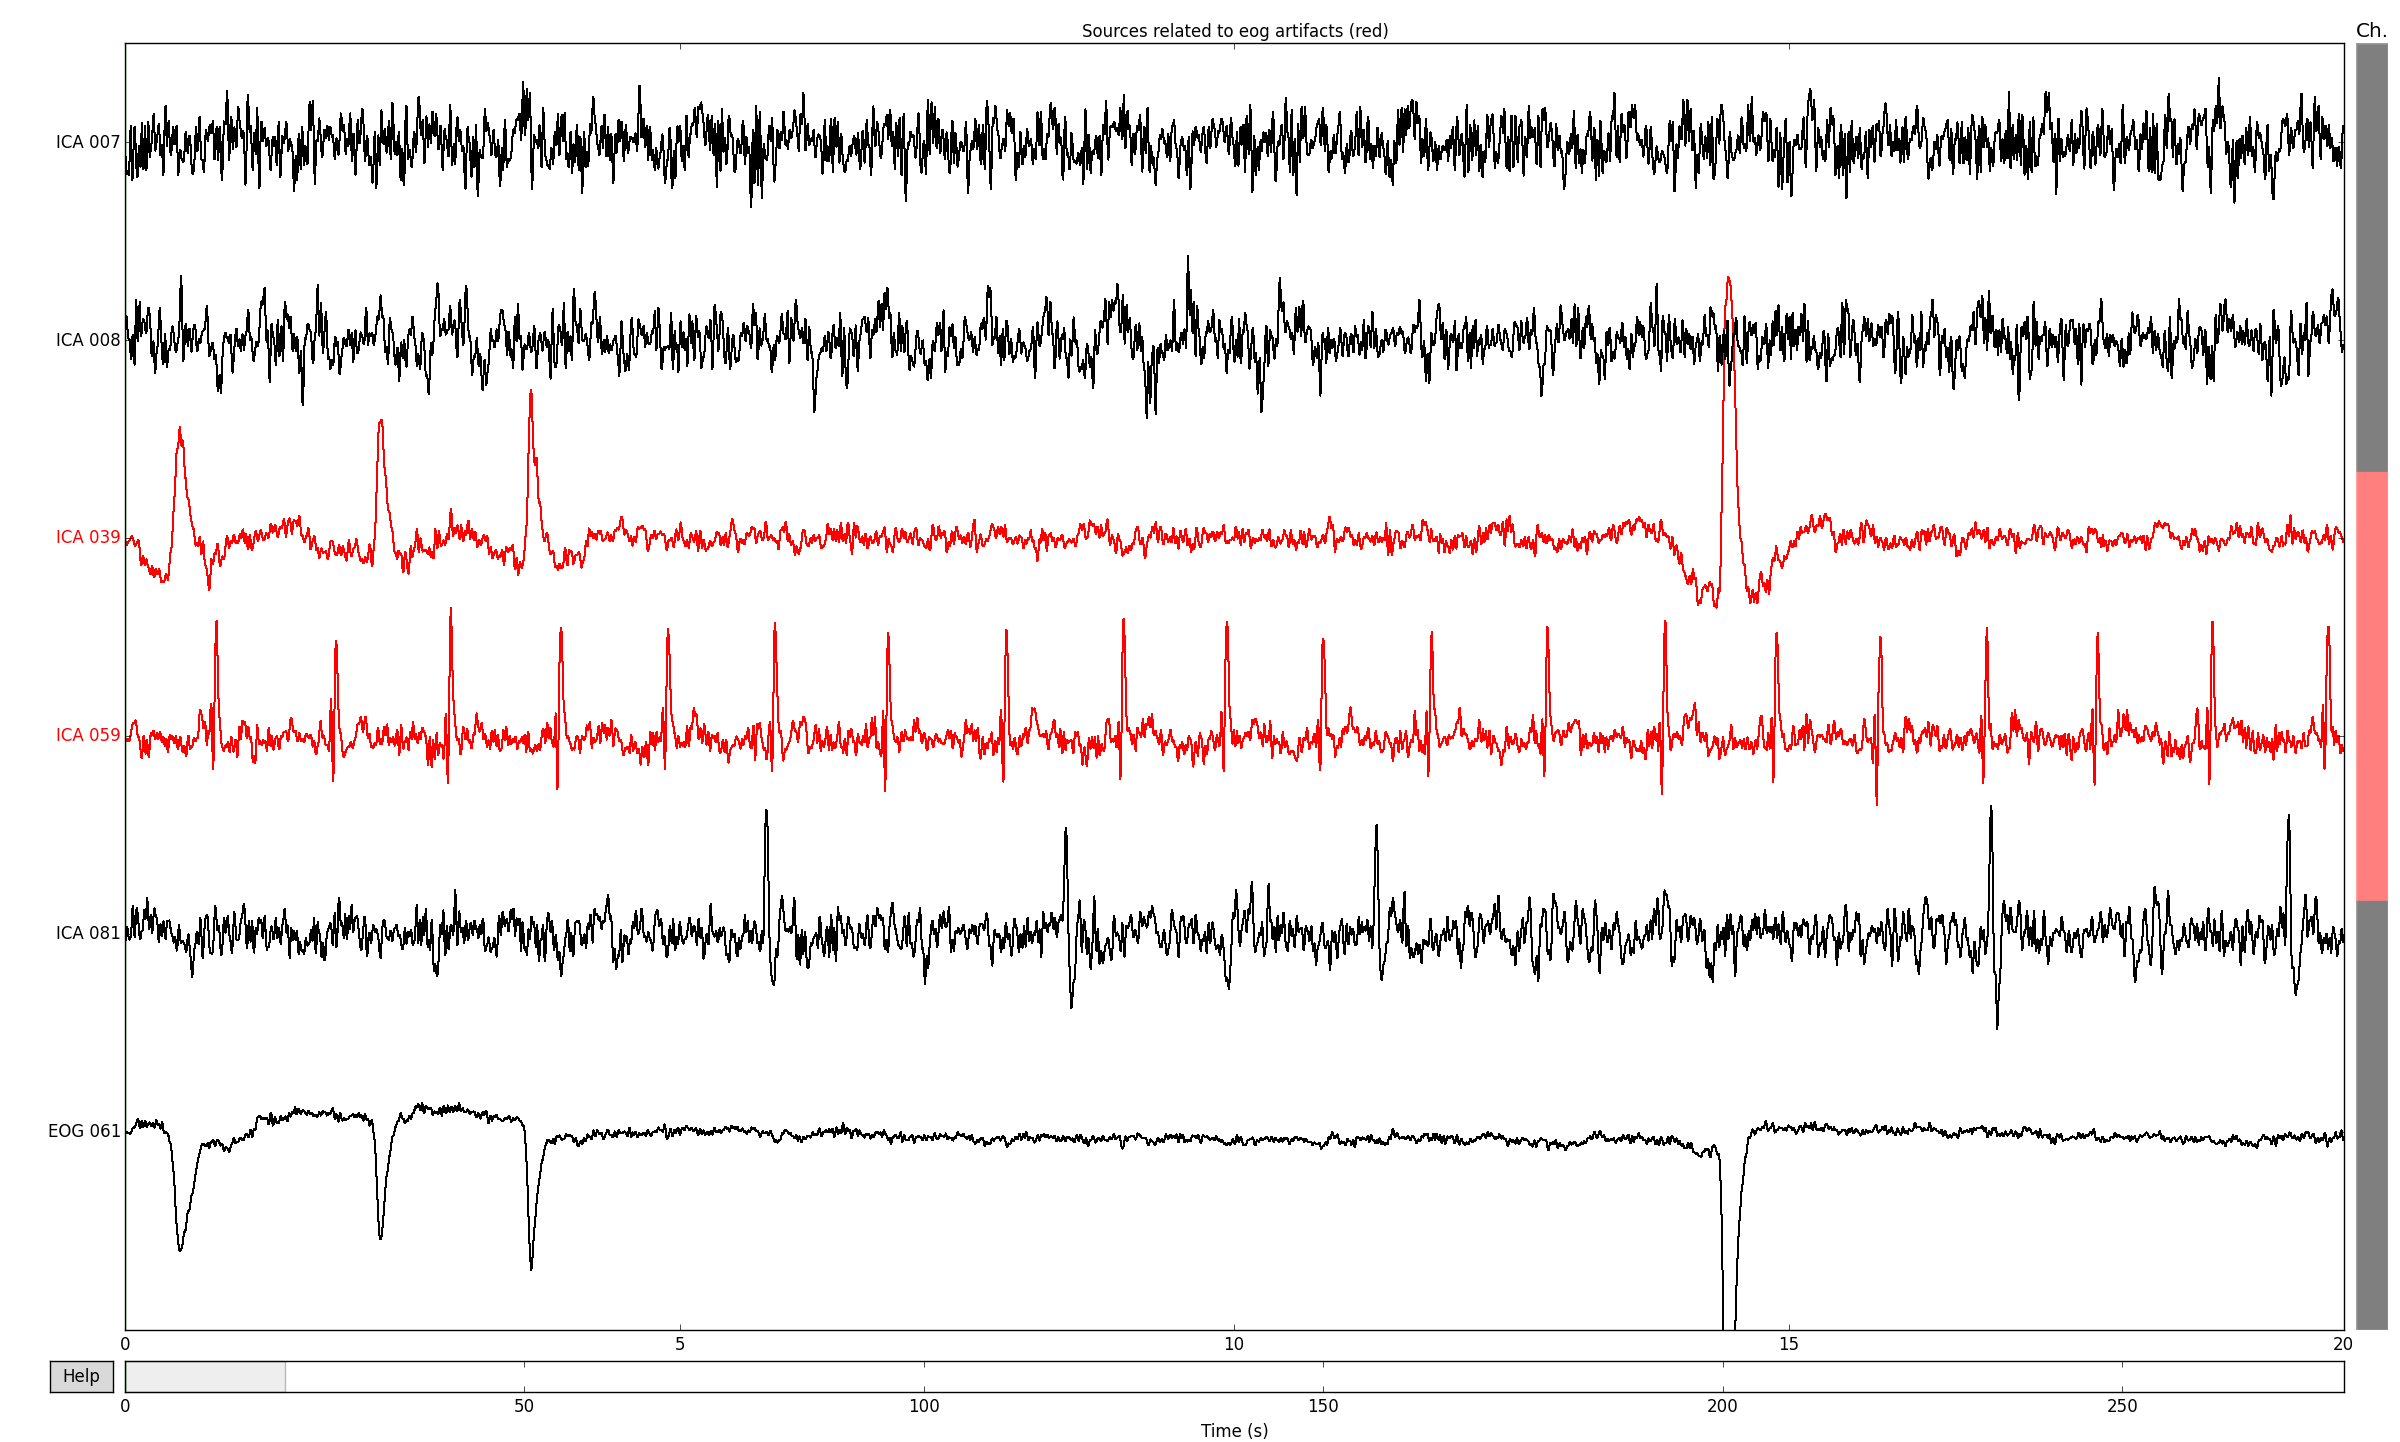 Sources related to eog artifacts (red)
Ch.
ICA 007
ICA 008
ICA 039
ICA 059
ICA 081
EOG 061
0 5 10 15 20
Help
0 50 100 150 200 250
Time (s)